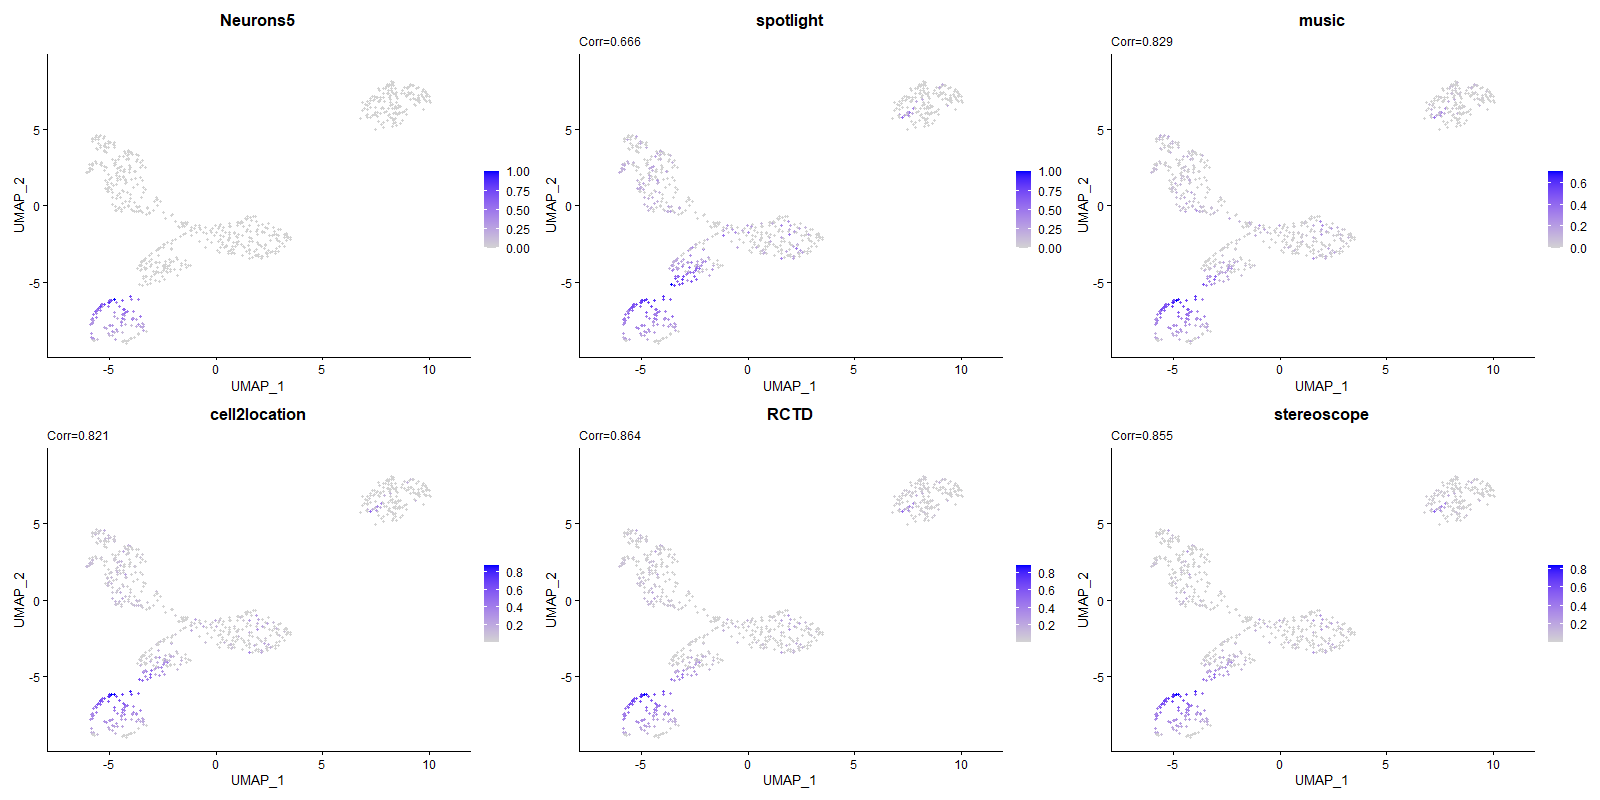 Neurons5
5
0
-5
UMAP_2
-5
0
5
10
UMAP_1
1.00
0.75
0.50
0.25
0.00
spotlight
Corr=0.666
5
0
-5
UMAP_2
-5
0
5
10
UMAP_1
1.00
0.75
0.50
0.25
0.00
music
Corr=0.829
5
0
-5
UMAP_2
-5
0
5
10
UMAP_1
0.6
0.4
0.2
0.0
cell2location
Corr=0.821
5
0
-5
UMAP_2
-5
0
5
10
UMAP_1
0.8
0.6
0.4
0.2
RCTD
Corr=0.864
5
0
-5
UMAP_2
-5
0
5
10
UMAP_1
0.8
0.6
0.4
0.2
stereoscope
Corr=0.855
5
0
-5
UMAP_2
-5
0
5
10
UMAP_1
0.8
0.6
0.4
0.2